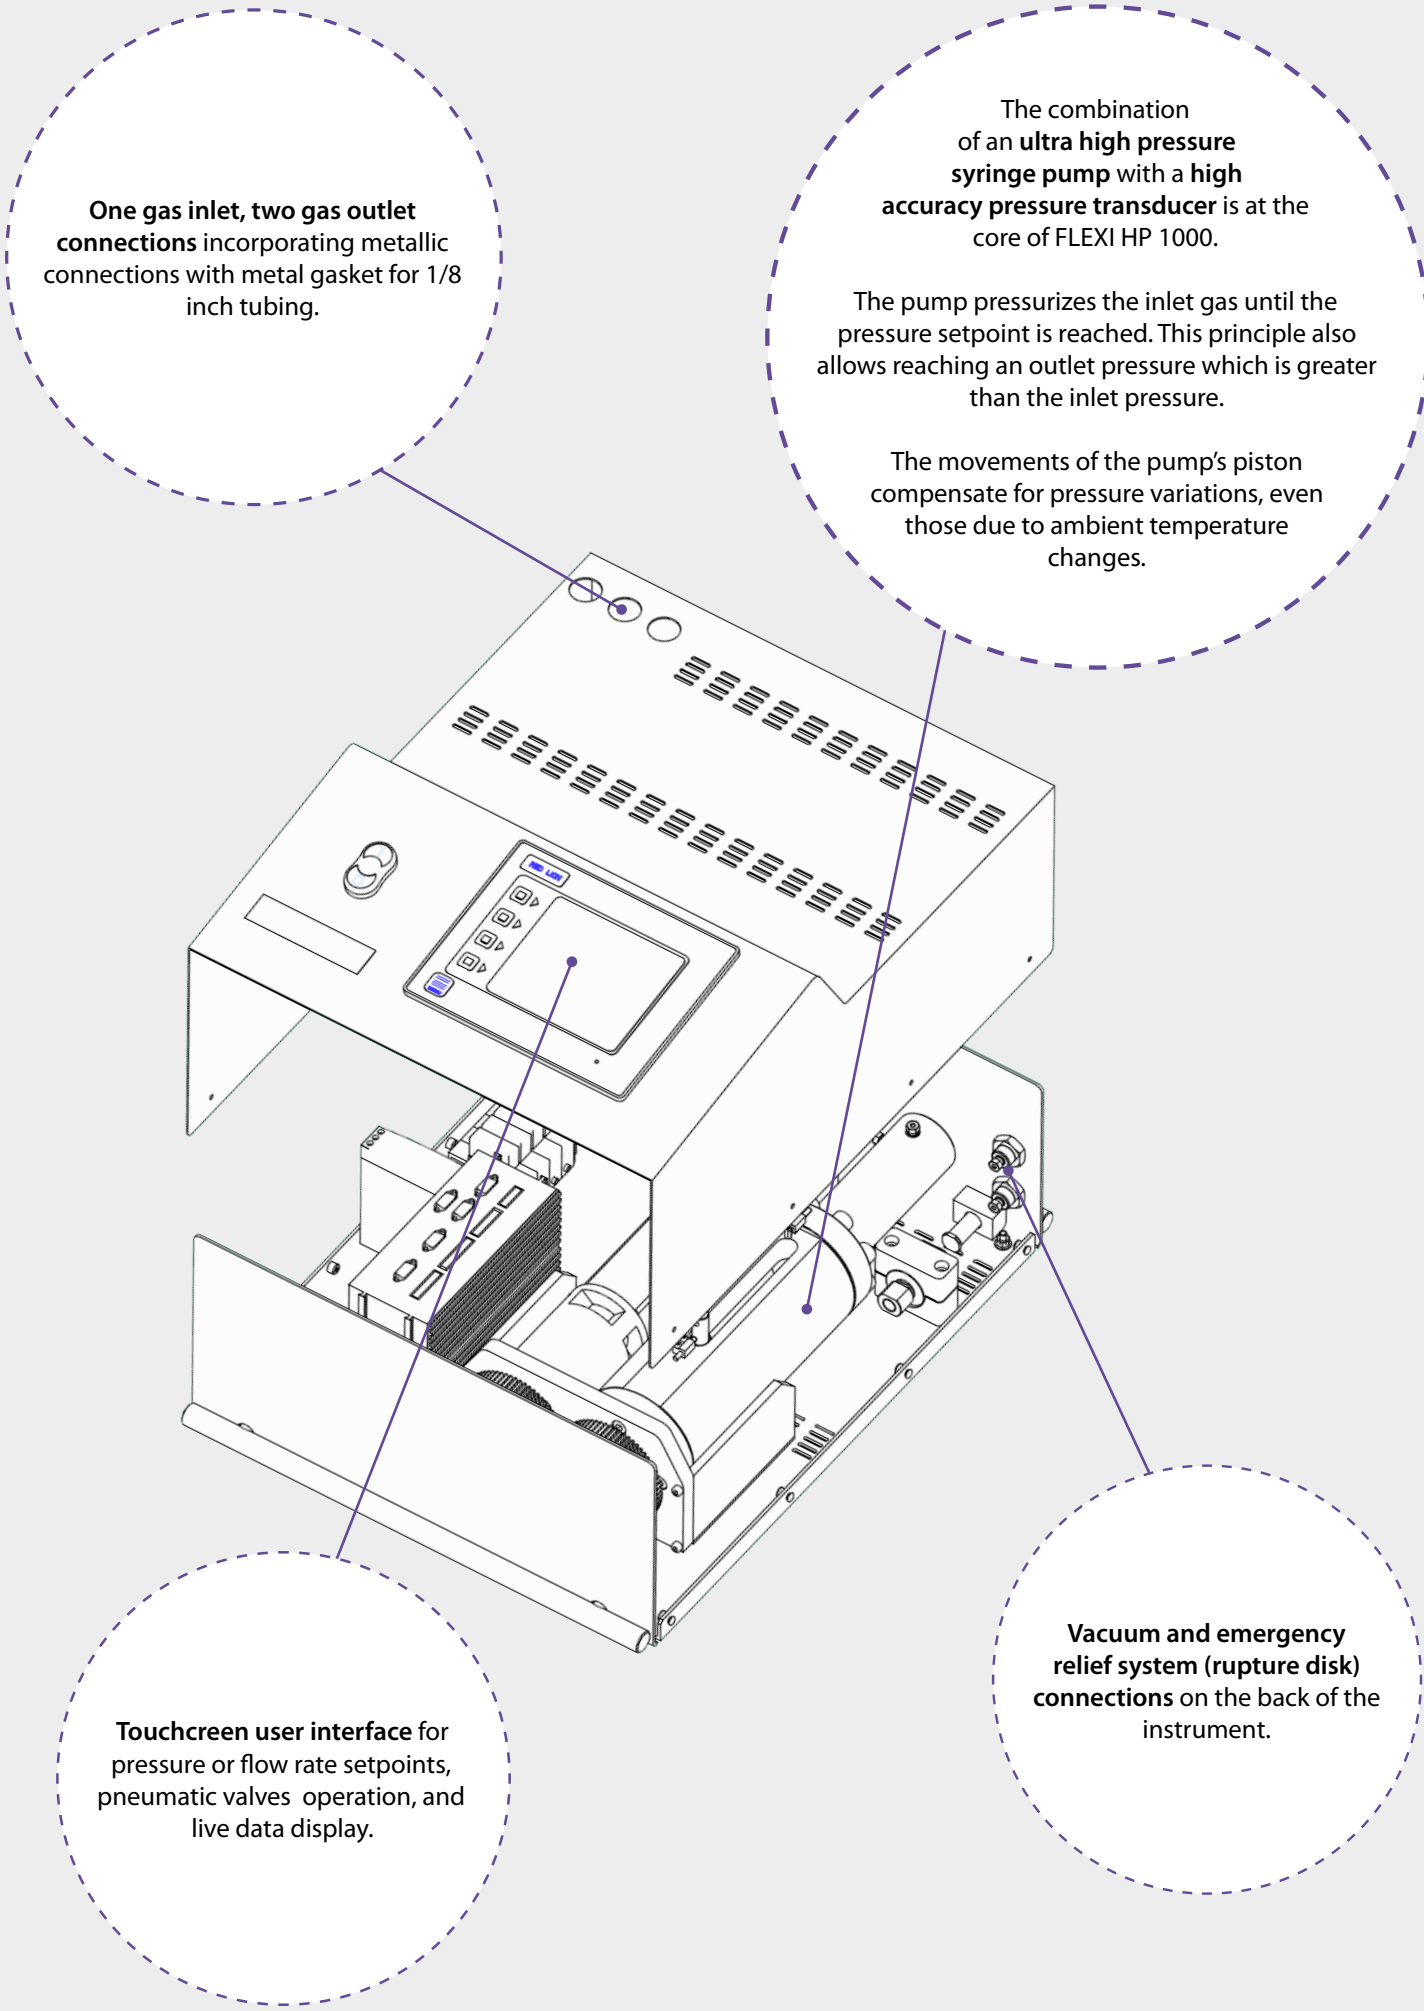 One gas inlet, two gas outlet
connections incorporating metallic
connections with metal gasket for 1/8
inch tubing.
The combination
of an ultra high pressure
syringe pump with a high
accuracy pressure transducer is at the
core of FLEXI HP 1000.
The pump pressurizes the inlet gas until the
pressure setpoint is reached. This principle also
allows reaching an outlet pressure which is greater
than the inlet pressure.
The movements of the pump’s piston
compensate for pressure variations, even
those due to ambient temperature
changes.
RED LION
Vacuum and emergency
relief system (rupture disk)
connections on the back of the
instrument.
Touchcreen user interface for
pressure or flow rate setpoints,
pneumatic valves  operation, and
live data display.